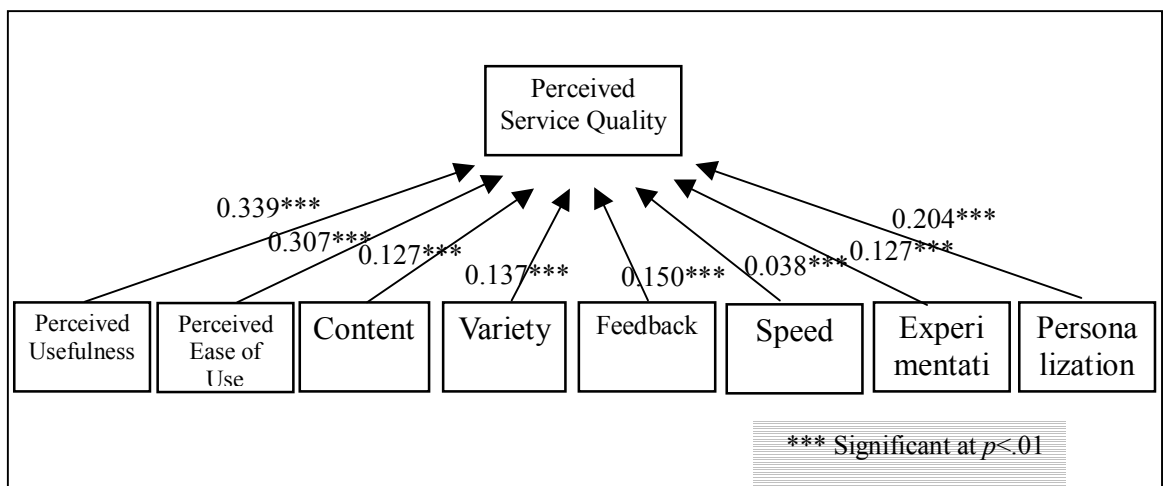 Perceived
Service Quality
0.339***
0.307***
0.127***
0.137***
0.150***
0.038***
0.127***
0.204***
Perceived
Usefulness
Perceived
Ease of
Use
Content
Variety
Feedback
Speed
Experi
mentati
Persona
lization
*** Significant at p<.01